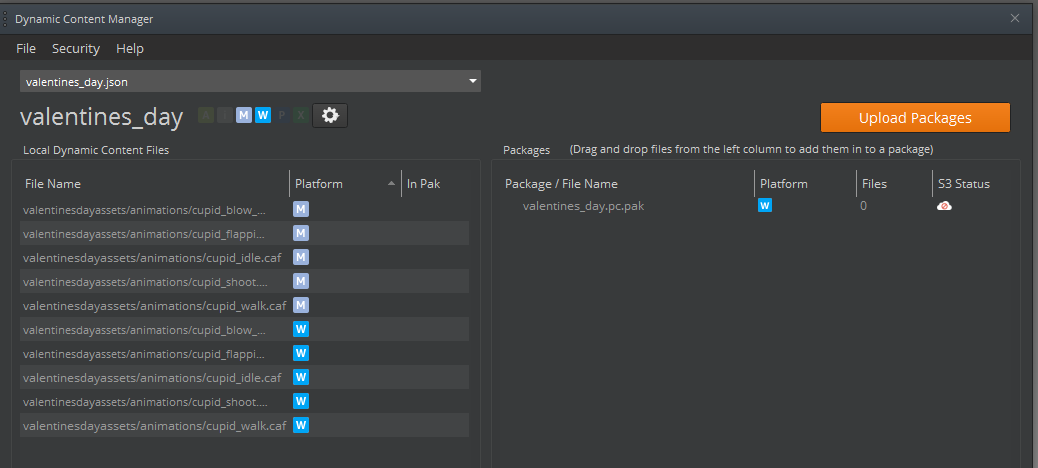 Dynamic Content Manager
File Security Help
valentines_day.json
valentines_day M W P X
Upload Packages
Local Dynamic Content Files
Packages (Drag and drop files from the left column to add them in to a package)
File Name Platform In Pak
Package / File Name Platform Files S3 Status
valentinesdayassets/animations/cupid_blow_... M
valentines_day.pc.pak W 0
valentinesdayassets/animations/cupid_flappi... M
valentinesdayassets/animations/cupid_idle.caf M
valentinesdayassets/animations/cupid_shoot.... M
valentinesdayassets/animations/cupid_walk.caf M
valentinesdayassets/animations/cupid_blow_... W
valentinesdayassets/animations/cupid_flappi... W
valentinesdayassets/animations/cupid_idle.caf W
valentinesdayassets/animations/cupid_shoot.... W
valentinesdayassets/animations/cupid_walk.caf W